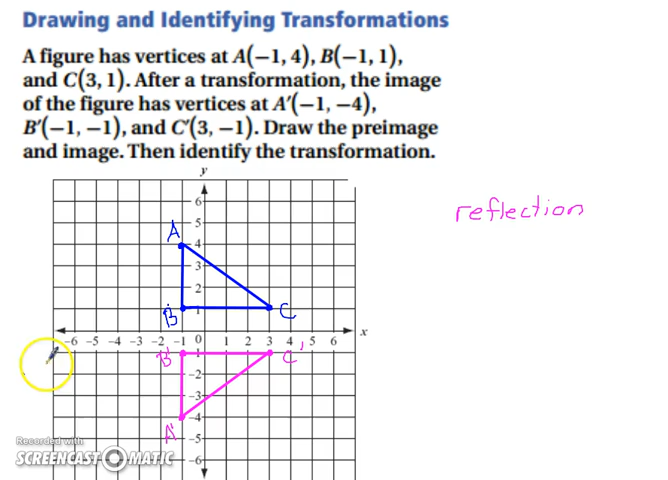 Drawing and Identifying Transformations
A figure has vertices at A(−1, 4), B(−1, 1),
and C(3, 1). After a transformation, the image
of the figure has vertices at A′(−1, −4),
B′(−1, −1), and C′(3, −1). Draw the preimage
and image. Then identify the transformation.
y
reflection
6
5
A
4
3
2
B 1 C
x
−6 −5 −4 −3 −2 −1 0 1 2 3 4 5 6
−1
B' C'
−2
−3
−4
A'
−5
−6
Recorded with
SCREENCAST-O-MATIC